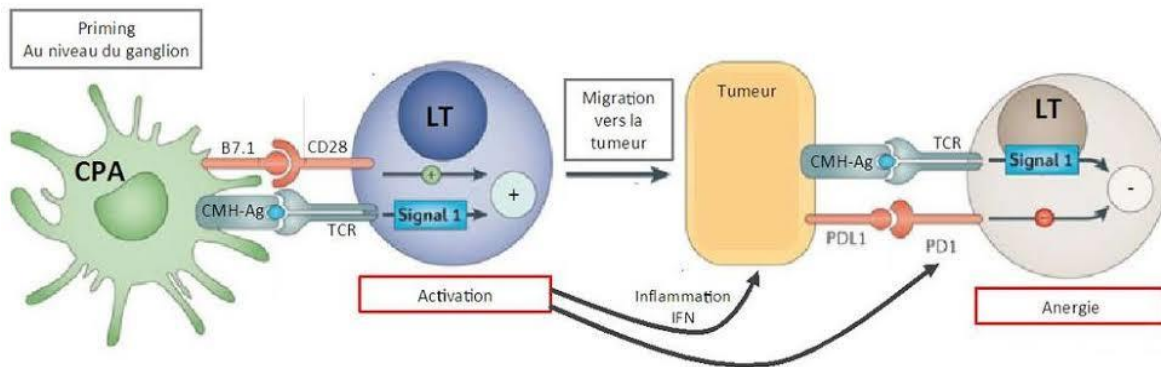 Priming
Au niveau du ganglion
CPA
B7.1
CD28
CMH-Ag
TCR
LT
+
Signal 1
+
Activation
Migration
vers la
tumeur
Inflammation
IFN
Tumeur
CMH-Ag
TCR
PDL1
PD1
LT
Signal 1
-
-
Anergie